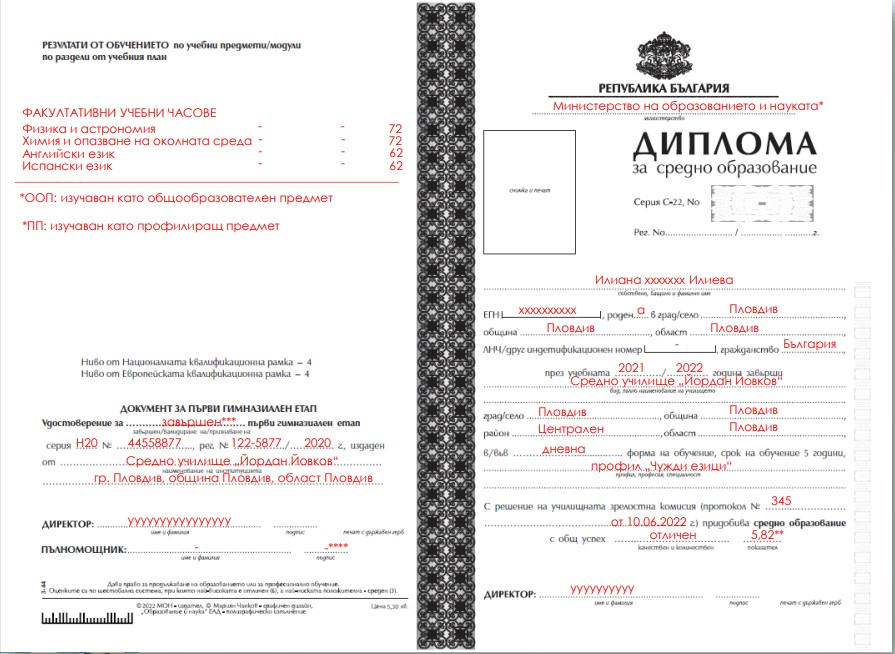 РЕЗУЛТАТИ ОТ ОБУЧЕНИЕТО по учебни предмети/модули
по раздели от учебния план
ФАКУЛТАТИВНИ УЧЕБНИ ЧАСОВЕ
Физика и астрономия - - 72
Химия и опазване на околната среда - - 72
Английски език - - 62
Испански език - - 62
*ООП: изучаван като общообразователен предмет
*ПП: изучаван като профилиращ предмет
Ниво от Националната квалификационна рамка – 4
Ниво от Европейската квалификационна рамка – 4
ДОКУМЕНТ ЗА ПЪРВИ ГИМНАЗИАЛЕН ЕТАП
Удостоверение за завършен*** първи гимназиален етап
завършен/валидиране на/признаване на
серия Н20 № 44558877, рег. № 122-5877/ 2020 г., издаден
от Средно училище „Йордан Йовков“
наименование на институцията
гр. Пловдив, община Пловдив, област Пловдив
ДИРЕКТОР: уууууууууууууууу
име и фамилия подпис печат с държавен герб
ПЪЛНОМОЩНИК: - -****
име и фамилия подпис
3-44
Дава право за продължаване на образованието или за професионално обучение.
Оценките са по шестобална система, при която най-високата е отличен (6), а най-ниската положителна - среден (3).
©2022 МОН • издател, © Мариян Чанков • графичен дизайн,
„Образование и наука“ ЕАД • полиграфическо изпълнение
Цена 5,30 лв.
РЕПУБЛИКА БЪЛГАРИЯ
Министерство на образованието и науката*
министерство
ДИПЛОМА
за средно образование
снимка и печат
Серия С-22, No -
Рег. No / г.
Илиана ххххххх Илиева
собствено, бащино и фамилно име
ЕГН хххххххххх, роден а в град/село Пловдив,
община Пловдив, област Пловдив
ЛНЧ/друг индетификационен номер -, гражданство България,
през учебната 2021 / 2022 година завърши
Средно училище „Йордан Йовков“
вид, пълно наименование на училището
град/село Пловдив, община Пловдив
район Централен, област Пловдив
в/във дневна форма на обучение, срок на обучение 5 години,
профил „Чужди езици“
профил, професия, специалност
С решение на училищната зрелостна комисия (протокол № 345
от 10.06.2022 г.) придобива средно образование
с общ успех отличен 5,82**
качествен и количествен показател
ДИРЕКТОР: уууууууууу
име и фамилия подпис печат с държавен герб